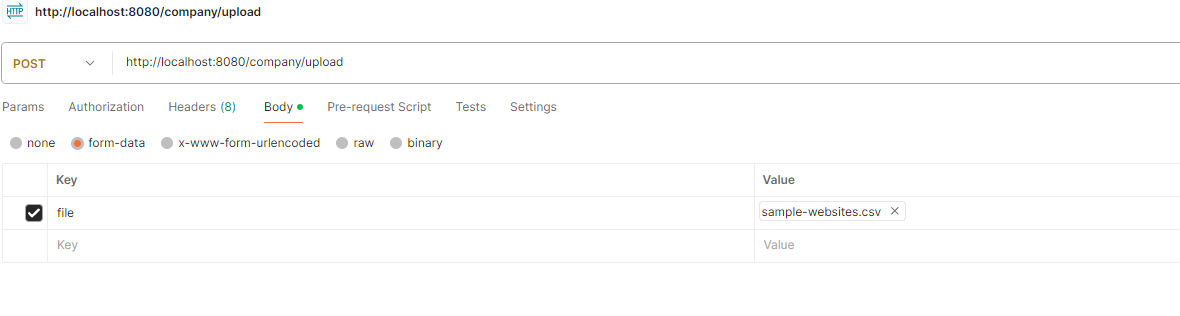 HTTP http://localhost:8080/company/upload
POST http://localhost:8080/company/upload
Params Authorization Headers (8) Body Pre-request Script Tests Settings
none form-data x-www-form-urlencoded raw binary
Key Value
file sample-websites.csv
Key Value